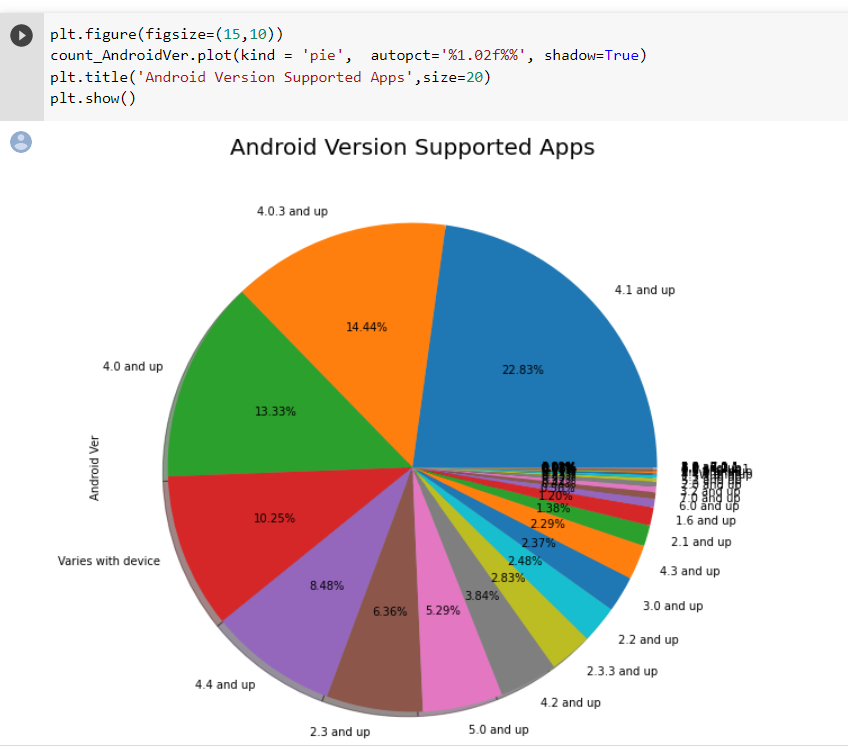 plt.figure(figsize=(15,10))
count_AndroidVer.plot(kind = 'pie',  autopct='%1.02f%%', shadow=True)
plt.title('Android Version Supported Apps',size=20)
plt.show()
Android Version Supported Apps
4.0.3 and up
4.1 and up
14.44%
22.83%
4.0 and up
13.33%
Android Ver
10.25%
Varies with device
8.48%
6.36%
5.29%
3.84%
2.83%
2.48%
2.37%
2.29%
1.38%
1.20%
7.0 and up
6.0 and up
1.6 and up
2.1 and up
4.3 and up
3.0 and up
2.2 and up
2.3.3 and up
4.2 and up
5.0 and up
2.3 and up
4.4 and up